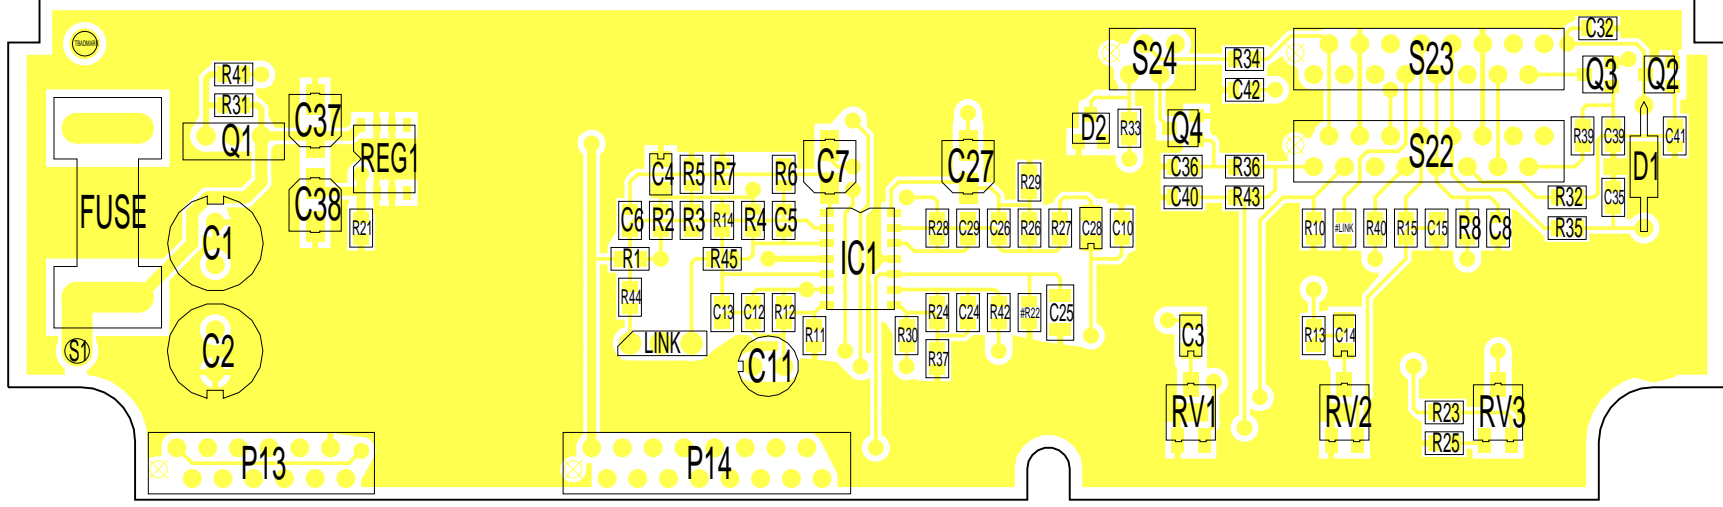 TBADMARK
C32
R41
S24
R34
S23
Q3
Q2
C42
R31
C37
Q1
REG1
D2
R33
Q4
R39
C39
C41
C4
R5
R7
R6
C7
C27
C36
R36
S22
D1
R29
FUSE
C38
C40
R43
R32
C35
C6
R2
R3
R14
R4
C5
R21
C1
R28
C29
C26
R26
R27
C28
C10
R10
#LINK
R40
R15
C15
R8
C8
R35
R1
R45
IC1
R44
C13
C12
R12
R11
R30
R24
C24
R42
#R22
C25
C3
R13
C14
S1
C2
LINK
R37
C11
RV1
RV2
R23
RV3
R25
P13
P14